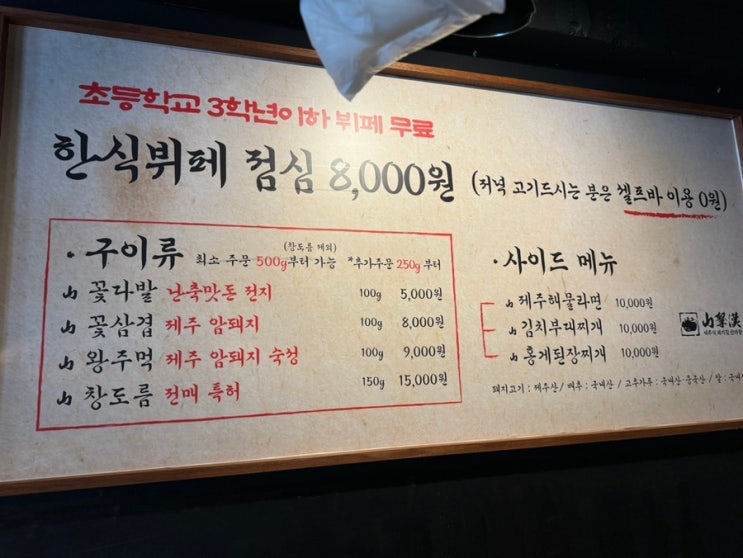 초등학교 3학년이하 뷔페 무료
한식뷔페 점심 8,000원 (저녁 고기드시는 분은 셀프바 이용 0원)
· 구이류 최소 주문 500g부터 가능 (창도름 제외) *추가주문 250g 부터
꽃다발 난축맛돈 전지 100g 5,000원
꽃삼겹 제주 암돼지 100g 8,000원
왕주먹 제주 암돼지 숙성 100g 9,000원
창도름 전매 특허 150g 15,000원
· 사이드 메뉴
제주해물라면 10,000원
김치부대찌개 10,000원
홍게된장찌개 10,000원
돼지고기 : 제주산 / 배추 : 국내산 / 고추가루 : 국내산·중국산 / 쌀 : 국내